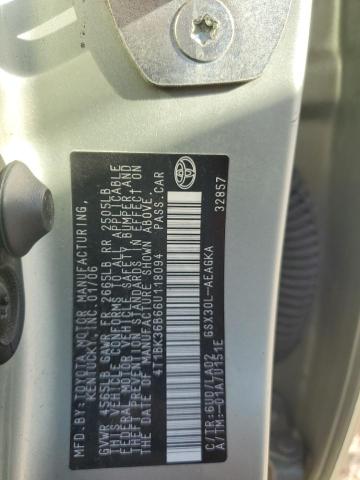 MFD.BY:TOYOTA MOTOR MANUFACTURING,
KENTUCKY, INC. 01/06
GVWR 4565LB GAWR FR 2665LB RR 2505LB
THIS VEHICLE CONFORMS TO ALL APPLICABLE
FEDERAL MOTOR VEHICLE SAFETY, BUMPER, AND
THEFT PREVENTION STANDARDS IN EFFECT ON
THE DATE OF MANUFACTURE SHOWN ABOVE.
4T1BK36B66U118094 PASS.CAR
C/TR:6U0/LA02 GSX30L-AEAGKA
A/TM:-01A/U151E 32857